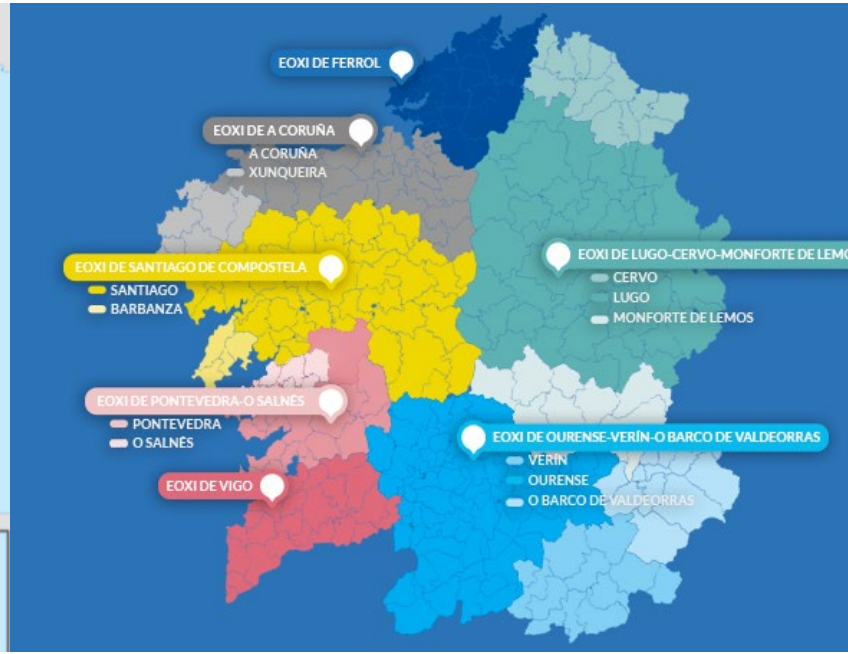 EOXI DE FERROL
EOXI DE A CORUÑA
A CORUÑA
XUNQUEIRA
EOXI DE SANTIAGO DE COMPOSTELA
SANTIAGO
BARBANZA
EOXI DE LUGO-CERVO-MONFORTE DE LEMO
CERVO
LUGO
MONFORTE DE LEMOS
EOXI DE PONTEVEDRA-O SALNÉS
PONTEVEDRA
O SALNÉS
EOXI DE OURENSE-VERÍN-O BARCO DE VALDEORRAS
VERÍN
OURENSE
O BARCO DE VALDEORRAS
EOXI DE VIGO